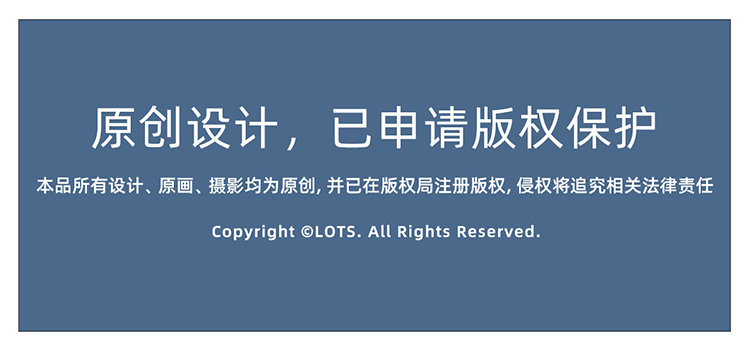 原创设计，已申请版权保护
本品所有设计、原画、摄影均为原创, 并已在版权局注册版权, 侵权将追究相关法律责任
Copyright ©LOTS. All Rights Reserved.